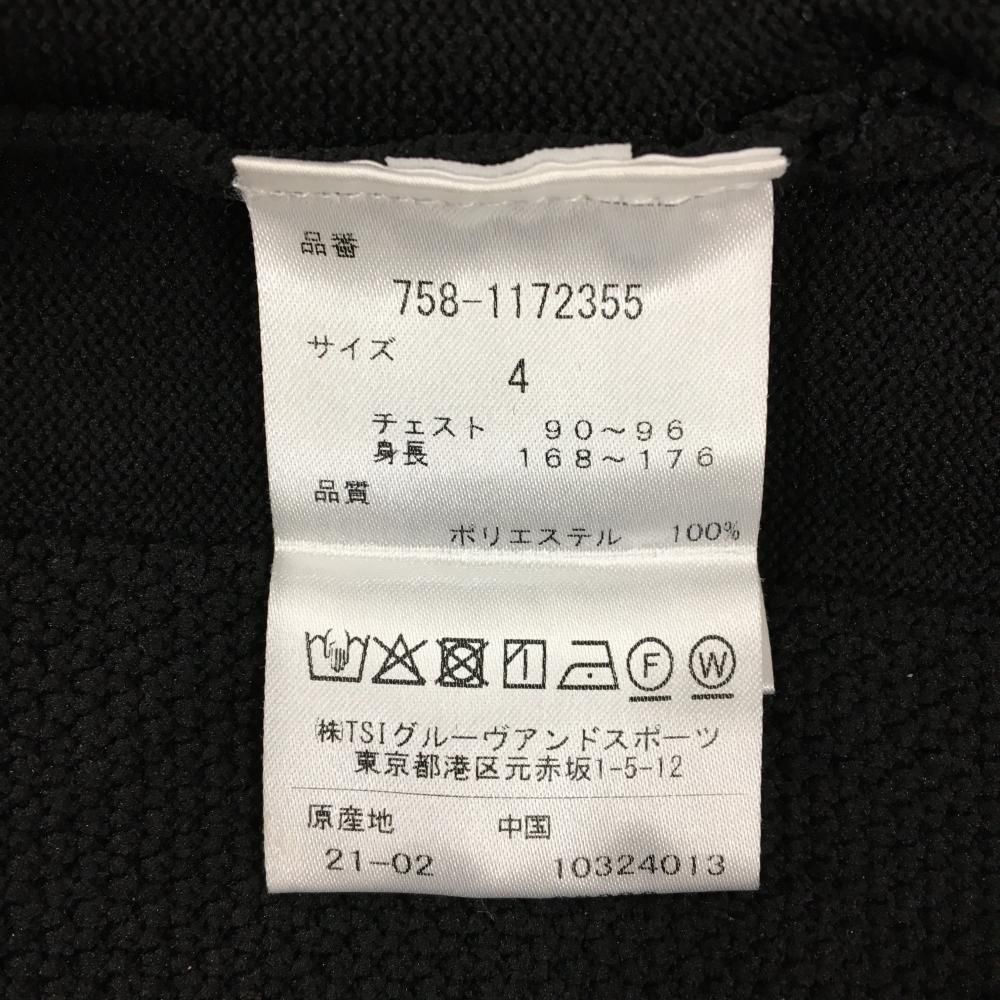 品番
758-1172355
サイズ
4
チェスト 90～96
身長 168～176
品質
ポリエステル 100%
F W
㈱TSIグルーヴアンドスポーツ
東京都港区元赤坂1-5-12
原産地 中国
21-02 10324013